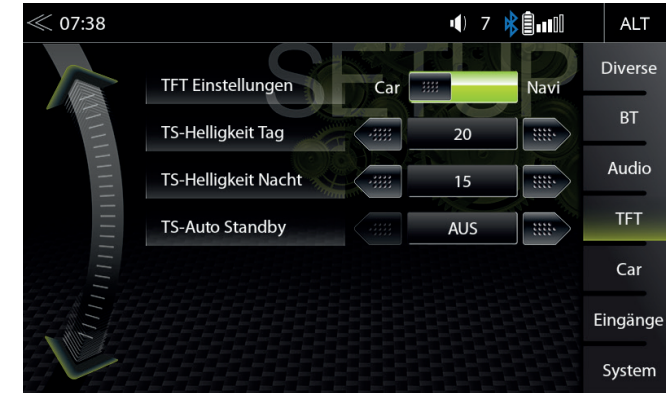 07:38 7 ALT
SETUP
TFT Einstellungen Car Navi
TS-Helligkeit Tag 20
TS-Helligkeit Nacht 15
TS-Auto Standby AUS
Diverse
BT
Audio
TFT
Car
Eingänge
System